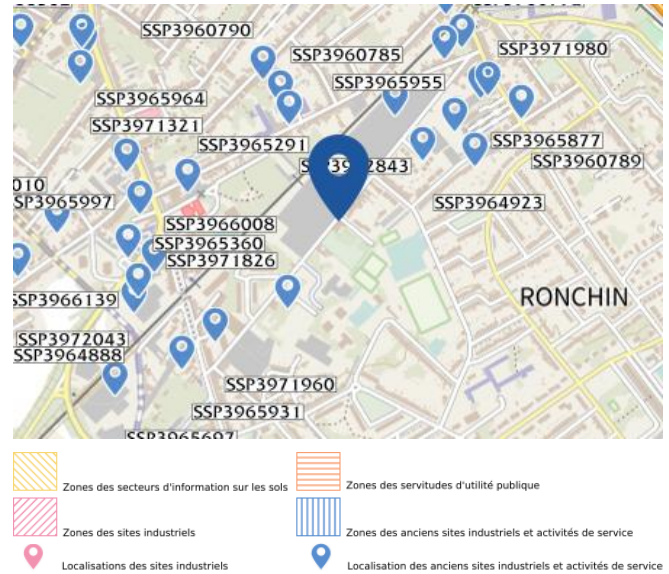 SSP3960790
SSP3971980
SSP3960785
SSP3965955
SSP3965964
SSP3971321
SSP3965877
SSP3965291
SSP3960789
010
SP3965997
SSP3964923
SSP3966008
SSP3965360
SSP3971826
SSP3966139
RONCHIN
SSP3972043
SSP3964888
SSP3971960
SSP3965931
SSP3965697
Zones des secteurs d'information sur les sols
Zones des servitudes d'utilité publique
Zones des sites industriels
Zones des anciens sites industriels et activités de service
Localisations des sites industriels
Localisation des anciens sites industriels et activités de service